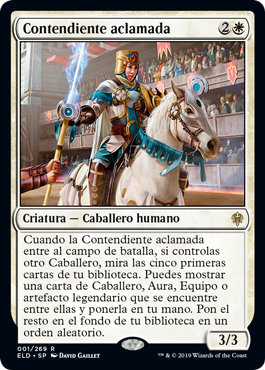 Contendiente aclamada 2
Criatura — Caballero humano
Cuando la Contendiente aclamada
entre al campo de batalla, si controlas
otro Caballero, mira las cinco primeras
cartas de tu biblioteca. Puedes mostrar
una carta de Caballero, Aura, Equipo o
artefacto legendario que se encuentre
entre ellas y ponerla en tu mano. Pon el
resto en el fondo de tu biblioteca en un
orden aleatorio.
3/3
001/269 R
ELD • SP DAVID GAILLET
™ & © 2019 Wizards of the Coast